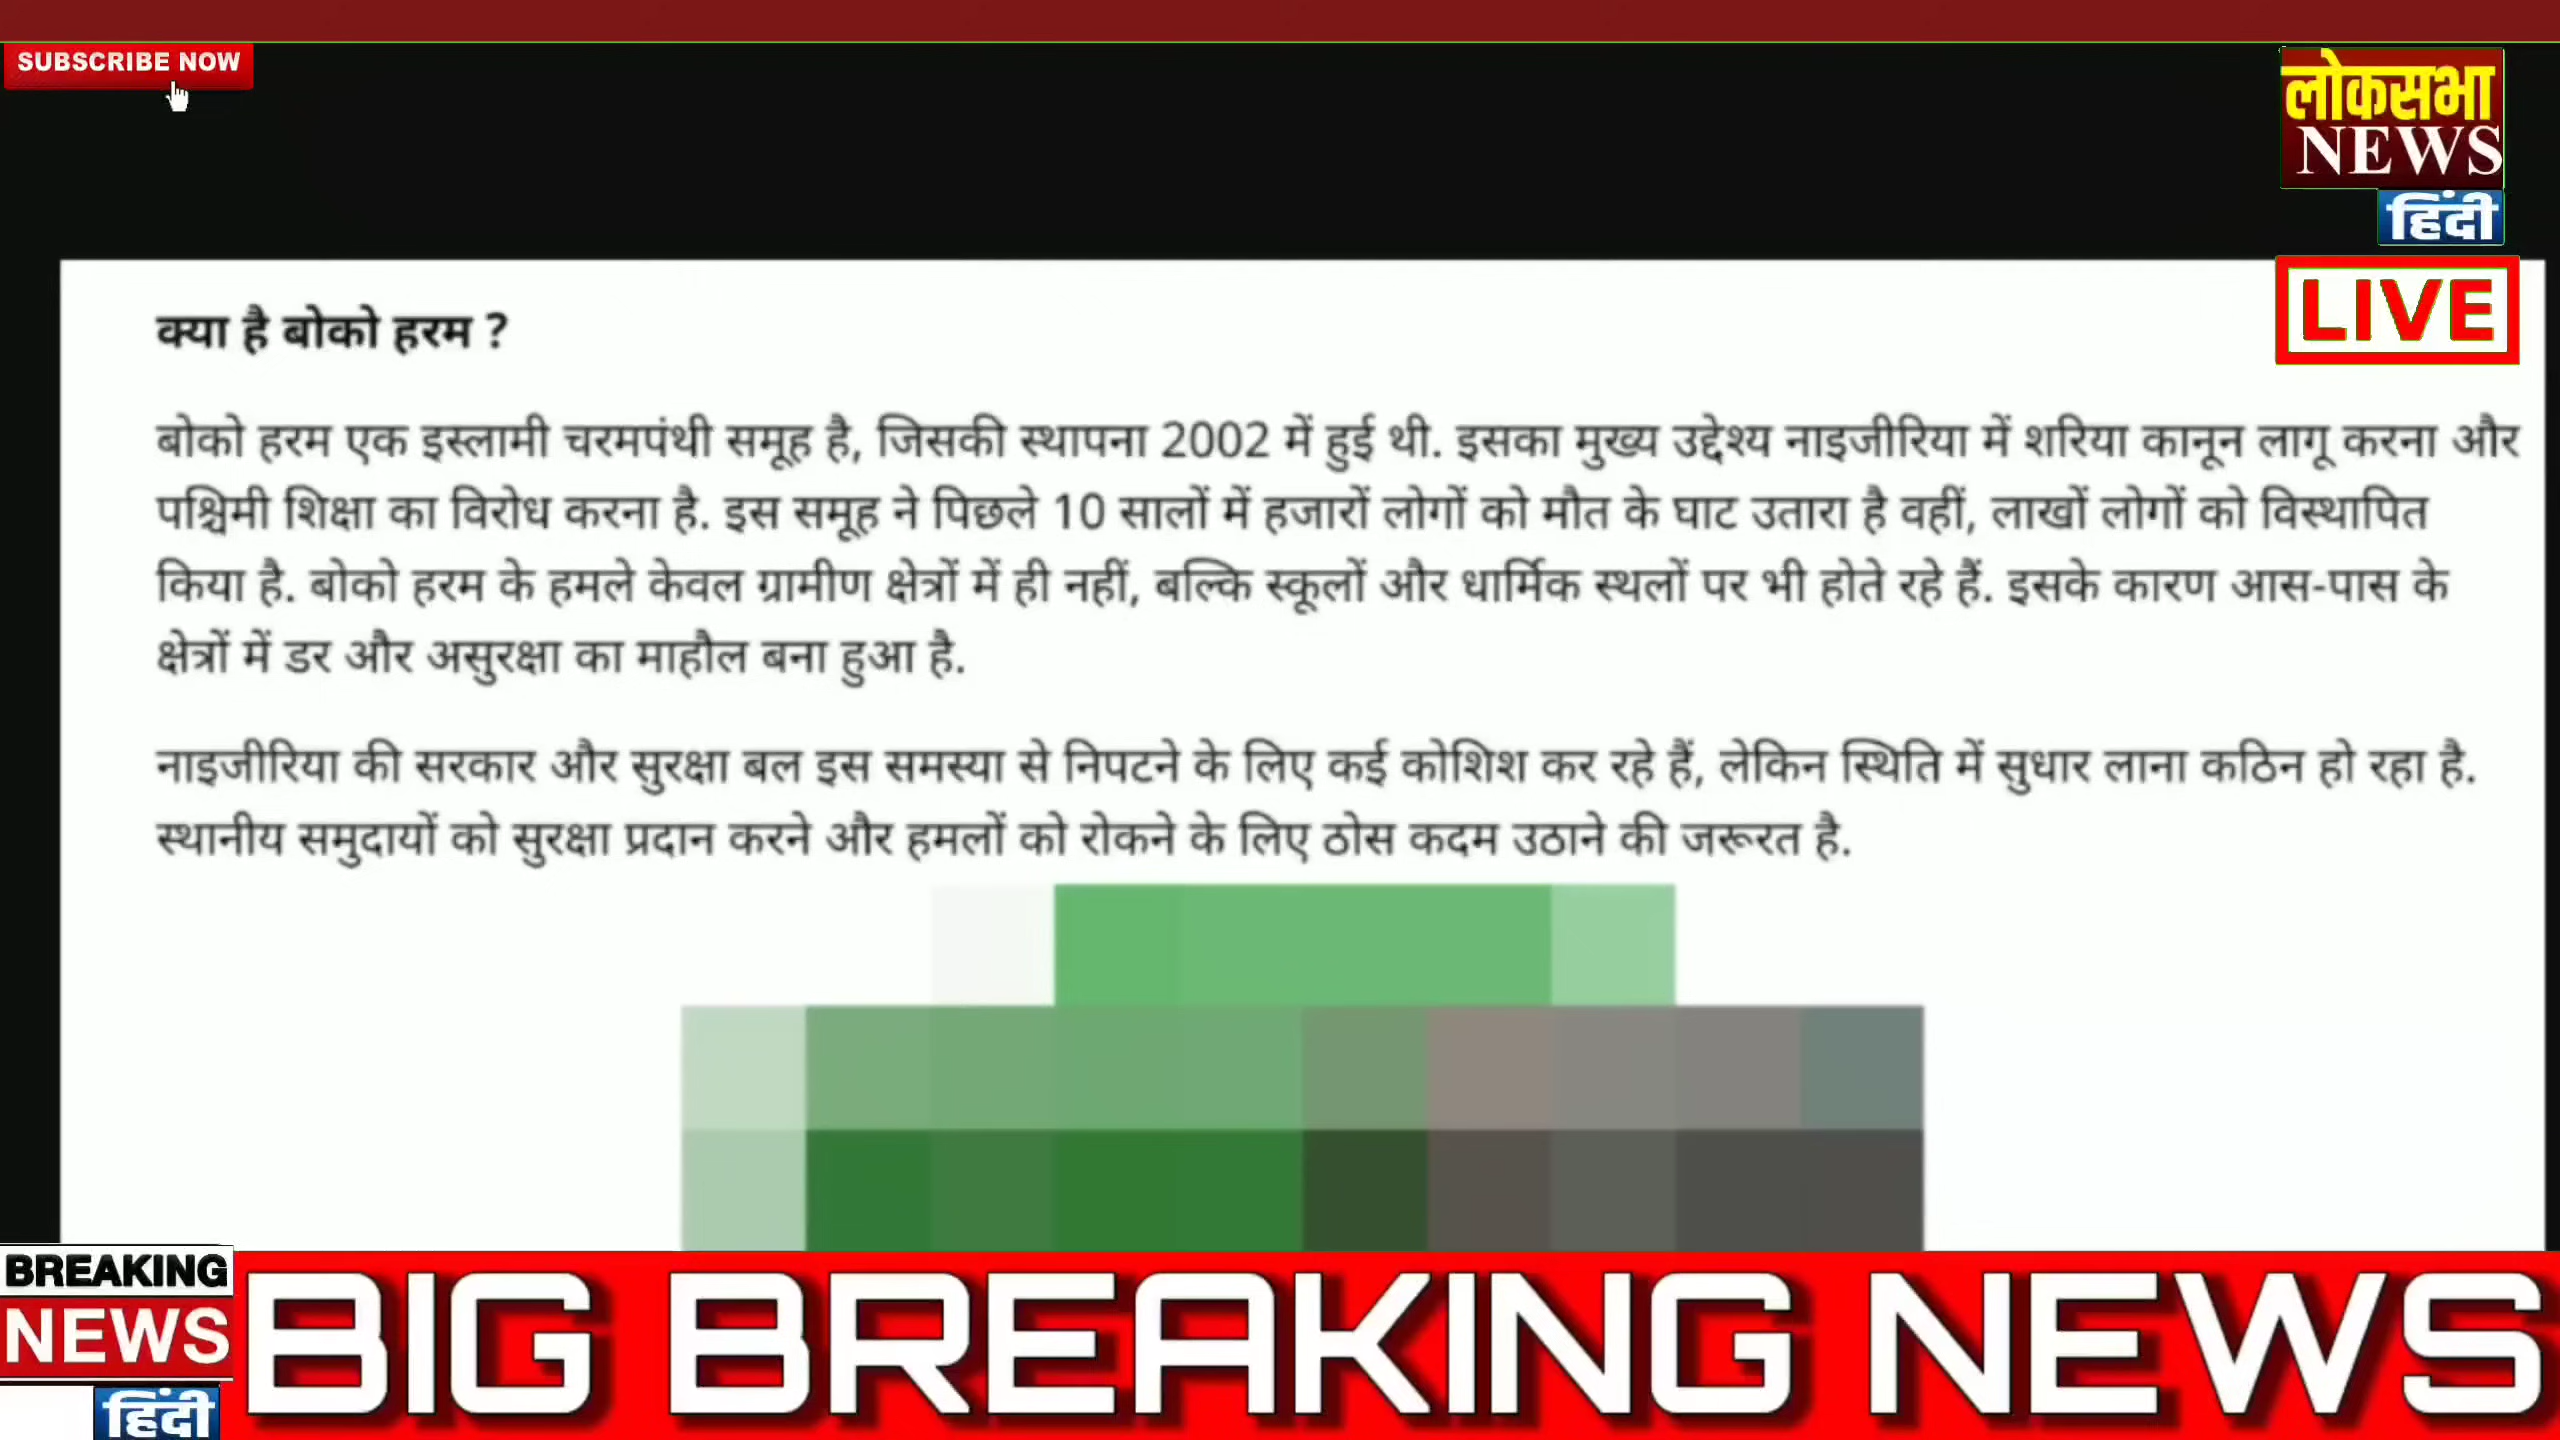 SUBSCRIBE NOW
लोकसभा
NEWS
हिंदी
LIVE
क्या है बोको हरम ?
बोको हरम एक इस्लामी चरमपंथी समूह है, जिसकी स्थापना 2002 में हुई थी. इसका मुख्य उद्देश्य नाइजीरिया में शरिया कानून लागू करना और
पश्चिमी शिक्षा का विरोध करना है. इस समूह ने पिछले 10 सालों में हजारों लोगों को मौत के घाट उतारा है वहीं, लाखों लोगों को विस्थापित
किया है. बोको हरम के हमले केवल ग्रामीण क्षेत्रों में ही नहीं, बल्कि स्कूलों और धार्मिक स्थलों पर भी होते रहे हैं. इसके कारण आस-पास के
क्षेत्रों में डर और असुरक्षा का माहौल बना हुआ है.
नाइजीरिया की सरकार और सुरक्षा बल इस समस्या से निपटने के लिए कई कोशिश कर रहे हैं, लेकिन स्थिति में सुधार लाना कठिन हो रहा है.
स्थानीय समुदायों को सुरक्षा प्रदान करने और हमलों को रोकने के लिए ठोस कदम उठाने की जरूरत है.
BREAKING
NEWS
हिंदी
BIG BREAKING NEWS